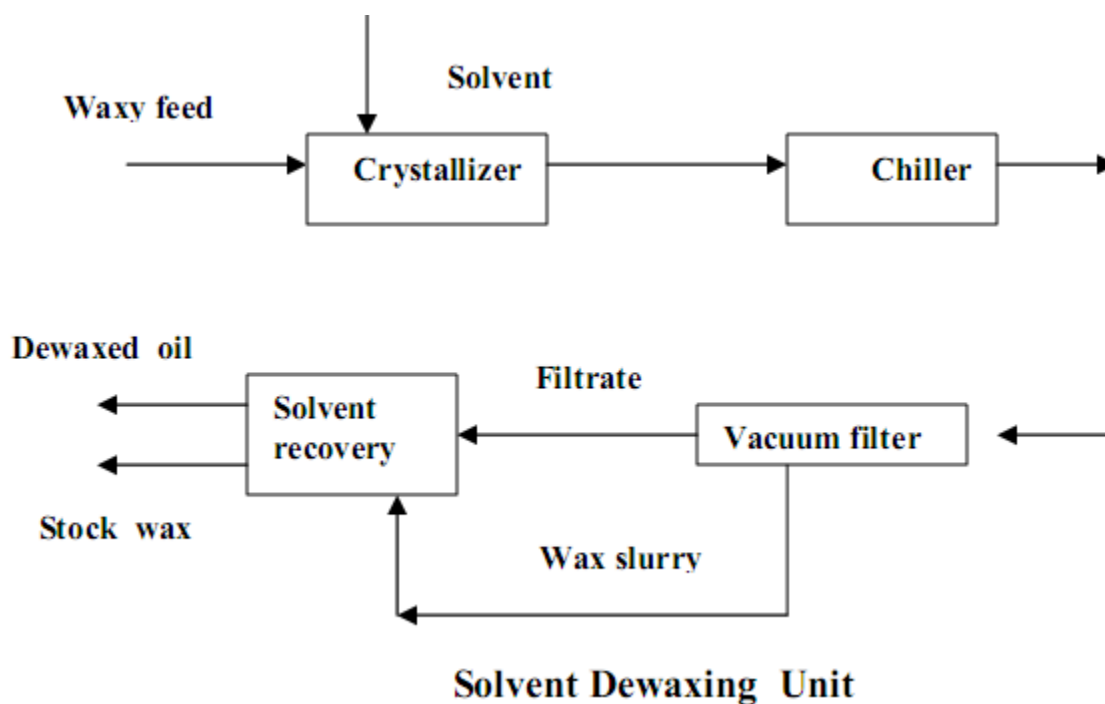 Solvent
Waxy feed
Crystallizer
Chiller
Dewaxed oil
Filtrate
Solvent
recovery
Vacuum filter
Stock wax
Wax slurry
Solvent Dewaxing Unit